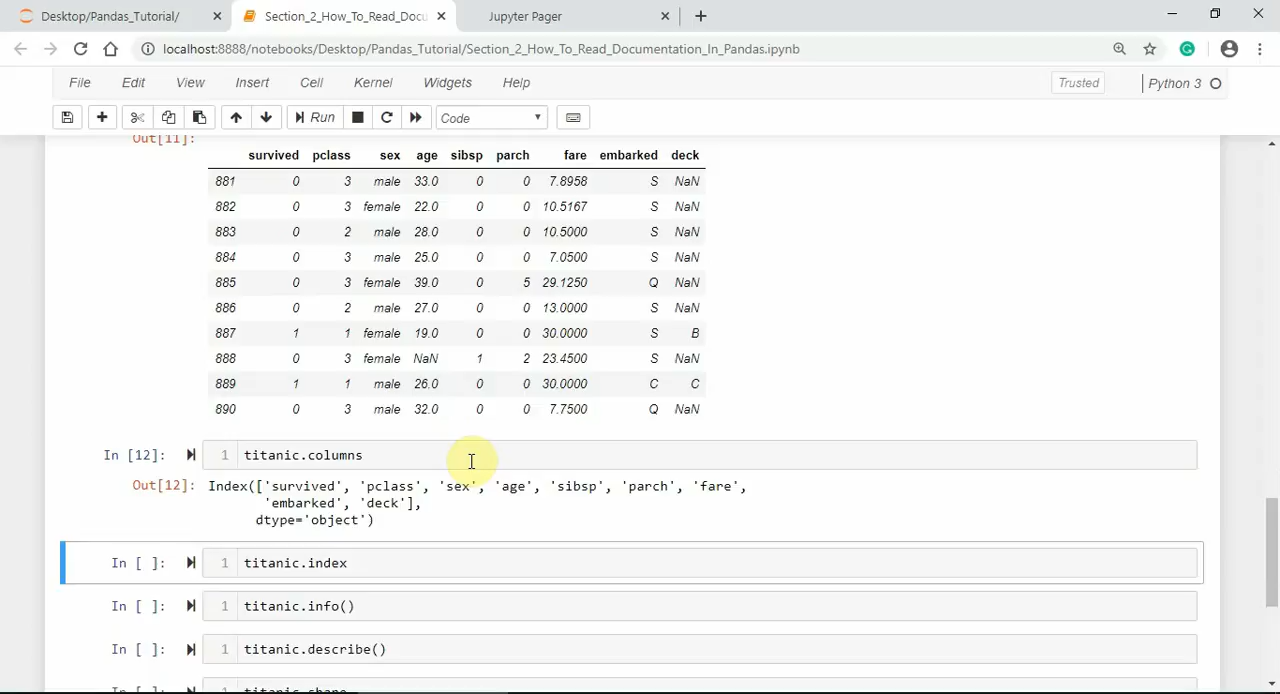 Desktop/Pandas_Tutorial/
Section_2_How_To_Read_Docu
Jupyter Pager
localhost:8888/notebooks/Desktop/Pandas_Tutorial/Section_2_How_To_Read_Documentation_In_Pandas.ipynb
File Edit View Insert Cell Kernel Widgets Help Trusted Python 3
Run Code
Out[11]:
survived pclass sex age sibsp parch fare embarked deck
881 0 3 male 33.0 0 0 7.8958 S NaN
882 0 3 female 22.0 0 0 10.5167 S NaN
883 0 2 male 28.0 0 0 10.5000 S NaN
884 0 3 male 25.0 0 0 7.0500 S NaN
885 0 3 female 39.0 0 5 29.1250 Q NaN
886 0 2 male 27.0 0 0 13.0000 S NaN
887 1 1 female 19.0 0 0 30.0000 S B
888 0 3 female NaN 1 2 23.4500 S NaN
889 1 1 male 26.0 0 0 30.0000 C C
890 0 3 male 32.0 0 0 7.7500 Q NaN
In [12]: 1 titanic.columns
Out[12]: Index(['survived', 'pclass', 'sex', 'age', 'sibsp', 'parch', 'fare',
'embarked', 'deck'],
dtype='object')
In [ ]: 1 titanic.index
In [ ]: 1 titanic.info()
In [ ]: 1 titanic.describe()
In [ ]: 1 titanic.shape